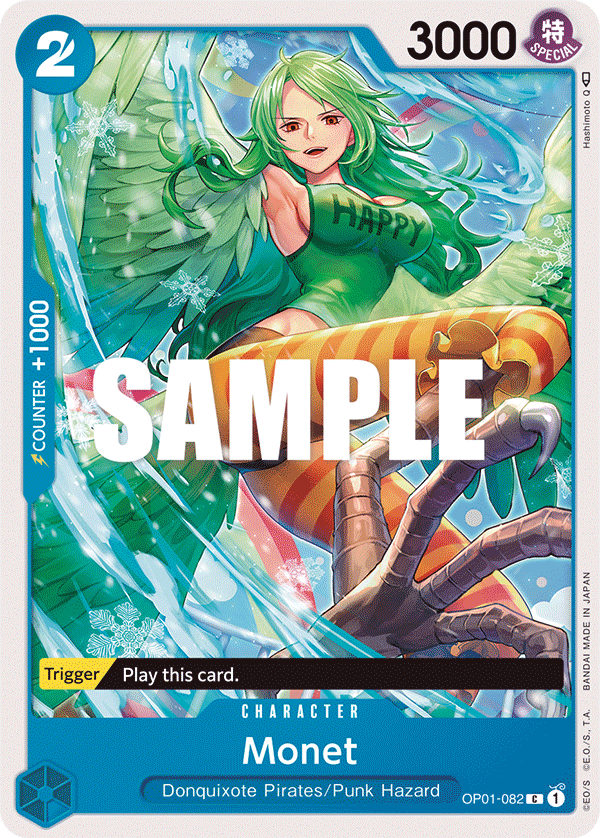 2
3000
特
SPECIAL
Hashimoto Q
HAPPY
COUNTER +1000
SAMPLE
Trigger Play this card.
CHARACTER
Monet
Donquixote Pirates/Punk Hazard
OP01-082 C 1
©E.O/S ©E.O./S., T.A. BANDAI MADE IN JAPAN